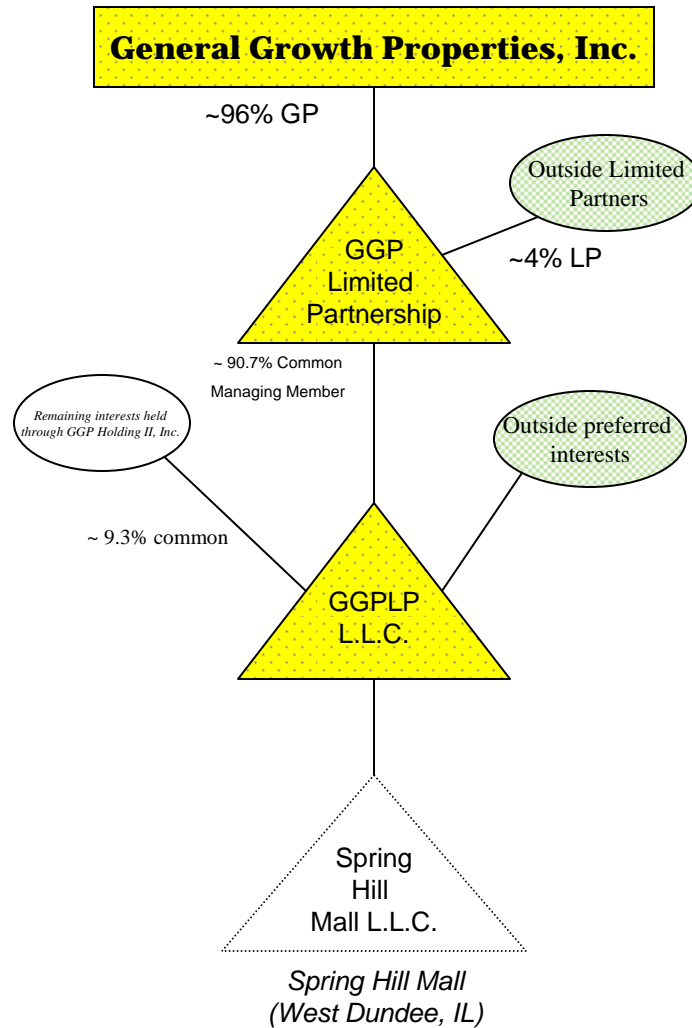 General Growth Properties, Inc.
~96% GP
Outside Limited
Partners
GGP
Limited
Partnership
~4% LP
~ 90.7% Common
Managing Member
Remaining interests held
through GGP Holding II, Inc.
Outside preferred
interests
~ 9.3% common
GGPLP
L.L.C.
Spring
Hill
Mall L.L.C.
Spring Hill Mall
(West Dundee, IL)